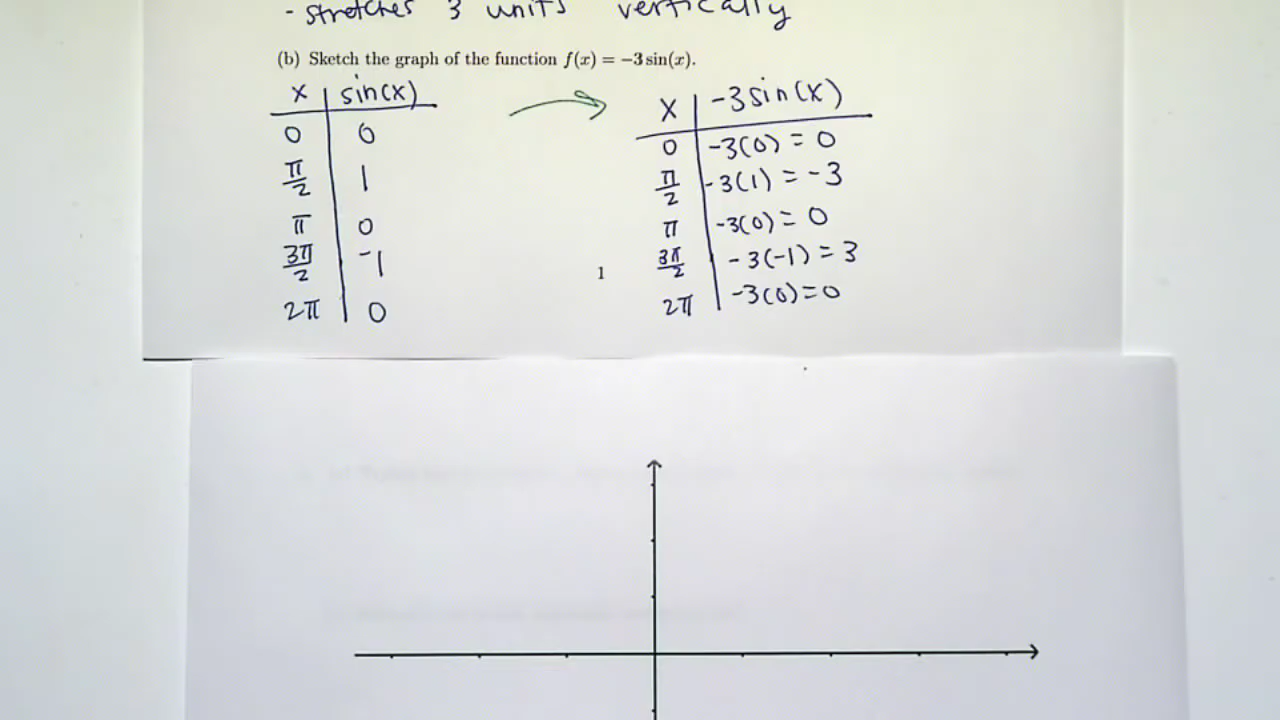 - stretches 3 units vertically
(b) Sketch the graph of the function f(x) = −3 sin(x).
x | sin(x)
0 | 0
π/2 | 1
π | 0
3π/2 | -1
2π | 0
x | -3sin(x)
0 | -3(0) = 0
π/2 | -3(1) = -3
π | -3(0) = 0
3π/2 | -3(-1) = 3
2π | -3(0)=0
1